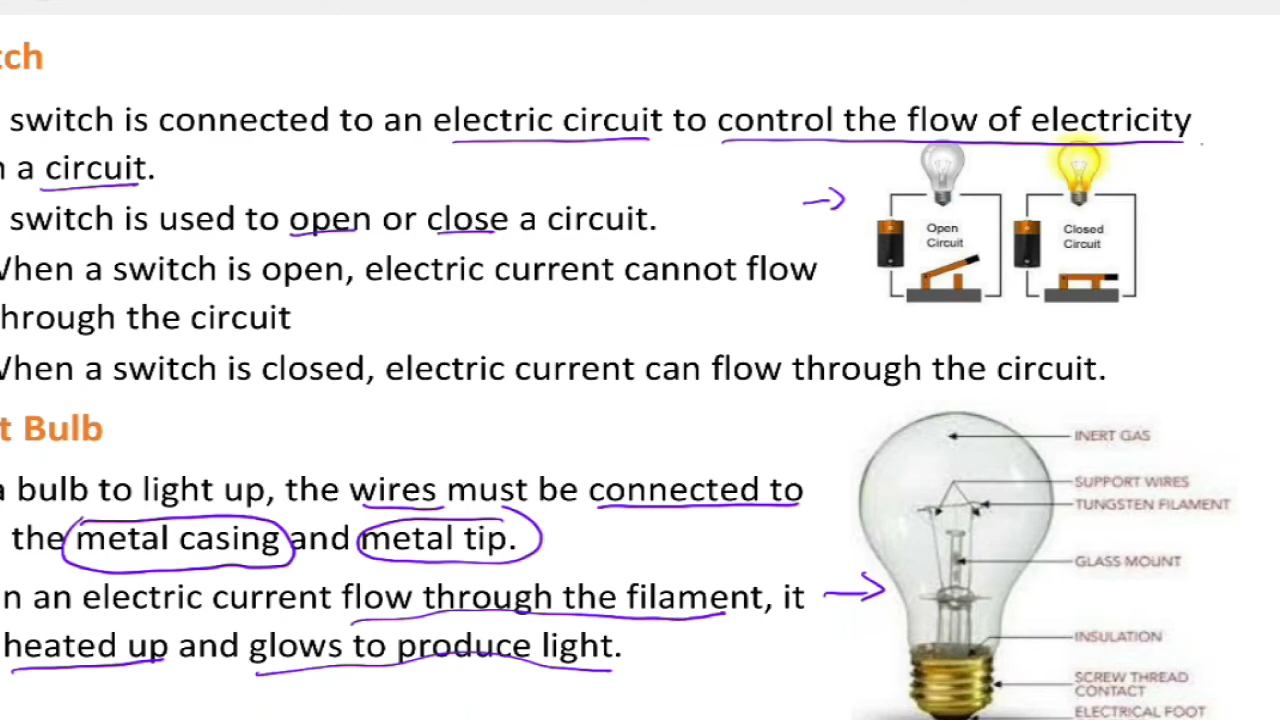 tch
switch is connected to an electric circuit to control the flow of electricity
n a circuit.
switch is used to open or close a circuit.
When a switch is open, electric current cannot flow
through the circuit
When a switch is closed, electric current can flow through the circuit.
Open
Circuit
Closed
Circuit
t Bulb
a bulb to light up, the wires must be connected to
the metal casing and metal tip.
n an electric current flow through the filament, it
heated up and glows to produce light.
INERT GAS
SUPPORT WIRES
TUNGSTEN FILAMENT
GLASS MOUNT
INSULATION
SCREW THREAD
CONTACT
ELECTRICAL FOOT